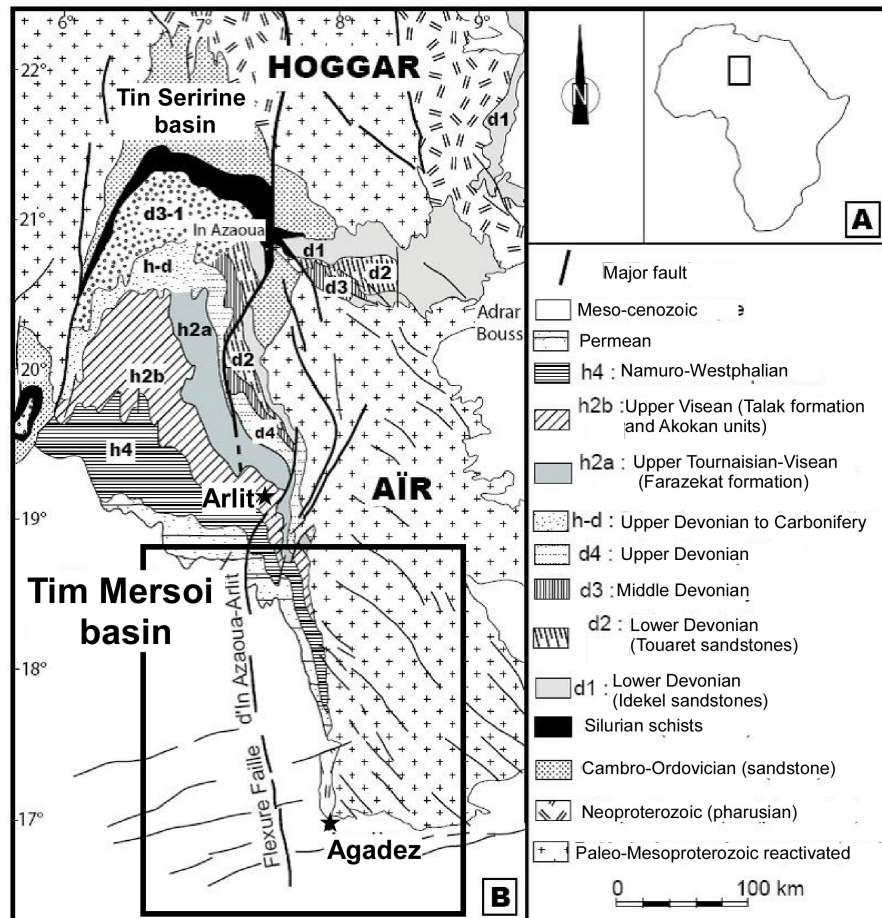 6°
7°
8°
9°
22°
21°
20°
19°
18°
17°
HOGGAR
Tin Seririne
basin
d1
d3-1
In Azaoua
d1
h-d
d2
d3
Adrar
Bouss
h2a
d2
h2b
d4
h4
Arlit
AÏR
Tim Mersoi
basin
Flexure Faille d'In Azaoua-Arlit
Agadez
B
N
A
Major fault
Meso-cenozoic e
Permean
h4 : Namuro-Westphalian
h2b : Upper Visean (Talak formation
and Akokan units)
h2a : Upper Tournaisian-Visean
(Farazekat formation)
h-d : Upper Devonian to Carbonifery
d4 : Upper Devonian
d3 : Middle Devonian
d2 : Lower Devonian
(Touaret sandstones)
d1 : Lower Devonian
(Idekel sandstones)
Silurian schists
Cambro-Ordovician (sandstone)
Neoproterozoic (pharusian)
Paleo-Mesoproterozoic reactivated
0 100 km